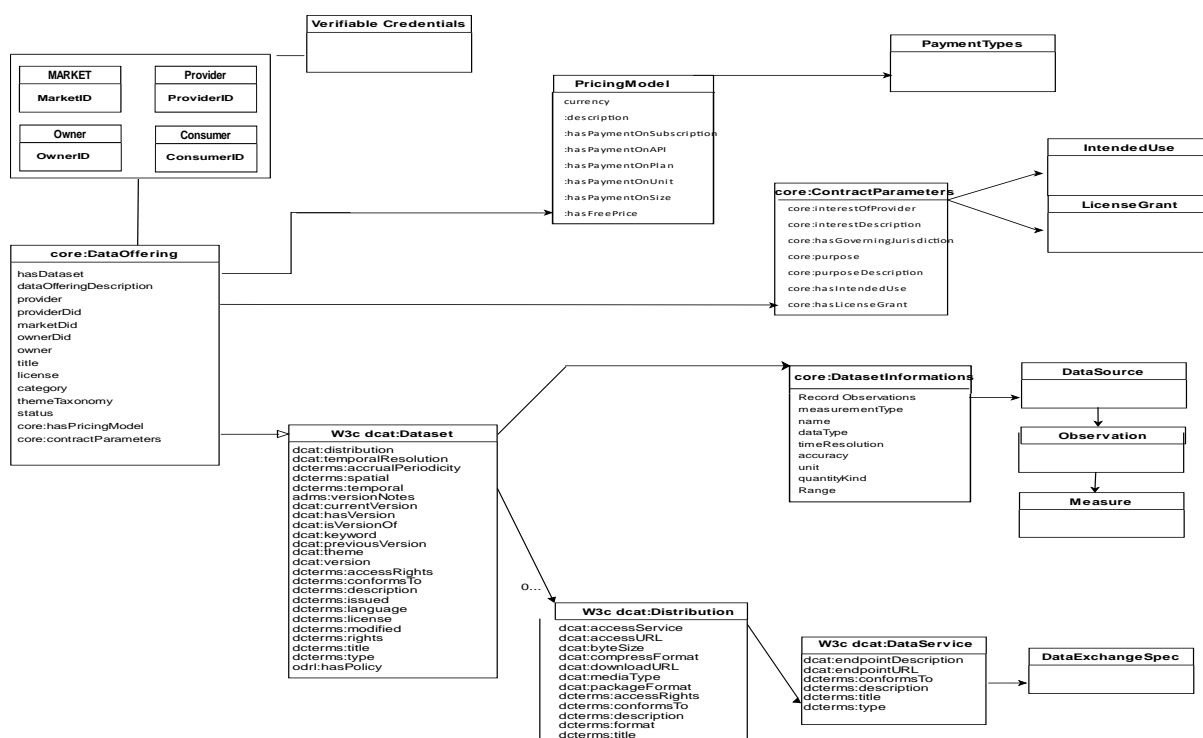 Verifiable Credentials
MARKET
MarketID
Provider
ProviderID
Owner
OwnerID
Consumer
ConsumerID
PaymentTypes
PricingModel
currency
:description
:hasPaymentOnSubscription
:hasPaymentOnAPI
:hasPaymentOnPlan
:hasPaymentOnUnit
:hasPaymentOnSize
:hasFreePrice
IntendedUse
LicenseGrant
core:ContractParameters
core:interestOfProvider
core:interestDescription
core:hasGoverningJurisdiction
core:purpose
core:purposeDescription
core:hasIntendedUse
core:hasLicenseGrant
core:DataOffering
hasDataset
dataOfferingDescription
provider
providerDid
marketDid
ownerDid
owner
title
license
category
themeTaxonomy
status
core:hasPricingModel
core:contractParameters
core:DatasetInformations
Record Observations
measurementType
name
dataType
timeResolution
accuracy
unit
quantityKind
Range
DataSource
Observation
Measure
W3c dcat:Dataset
dcat:distribution
dcat:temporalResolution
dcterms:accrualPeriodicity
dcterms:spatial
dcterms:temporal
adms:versionNotes
dcat:currentVersion
dcat:hasVersion
dcat:isVersionOf
dcat:keyword
dcat:previousVersion
dcat:theme
dcat:version
dcterms:accessRights
dcterms:conformsTo
dcterms:description
dcterms:issued
dcterms:language
dcterms:license
dcterms:modified
dcterms:rights
dcterms:title
dcterms:type
odrl:hasPolicy
0...
W3c dcat:Distribution
dcat:accessService
dcat:accessURL
dcat:byteSize
dcat:compressFormat
dcat:downloadURL
dcat:mediaType
dcat:packageFormat
dcterms:accessRights
dcterms:conformsTo
dcterms:description
dcterms:format
dcterms:title
W3c dcat:DataService
dcat:endpointDescription
dcat:endpointURL
dcterms:conformsTo
dcterms:description
dcterms:title
dcterms:type
DataExchangeSpec